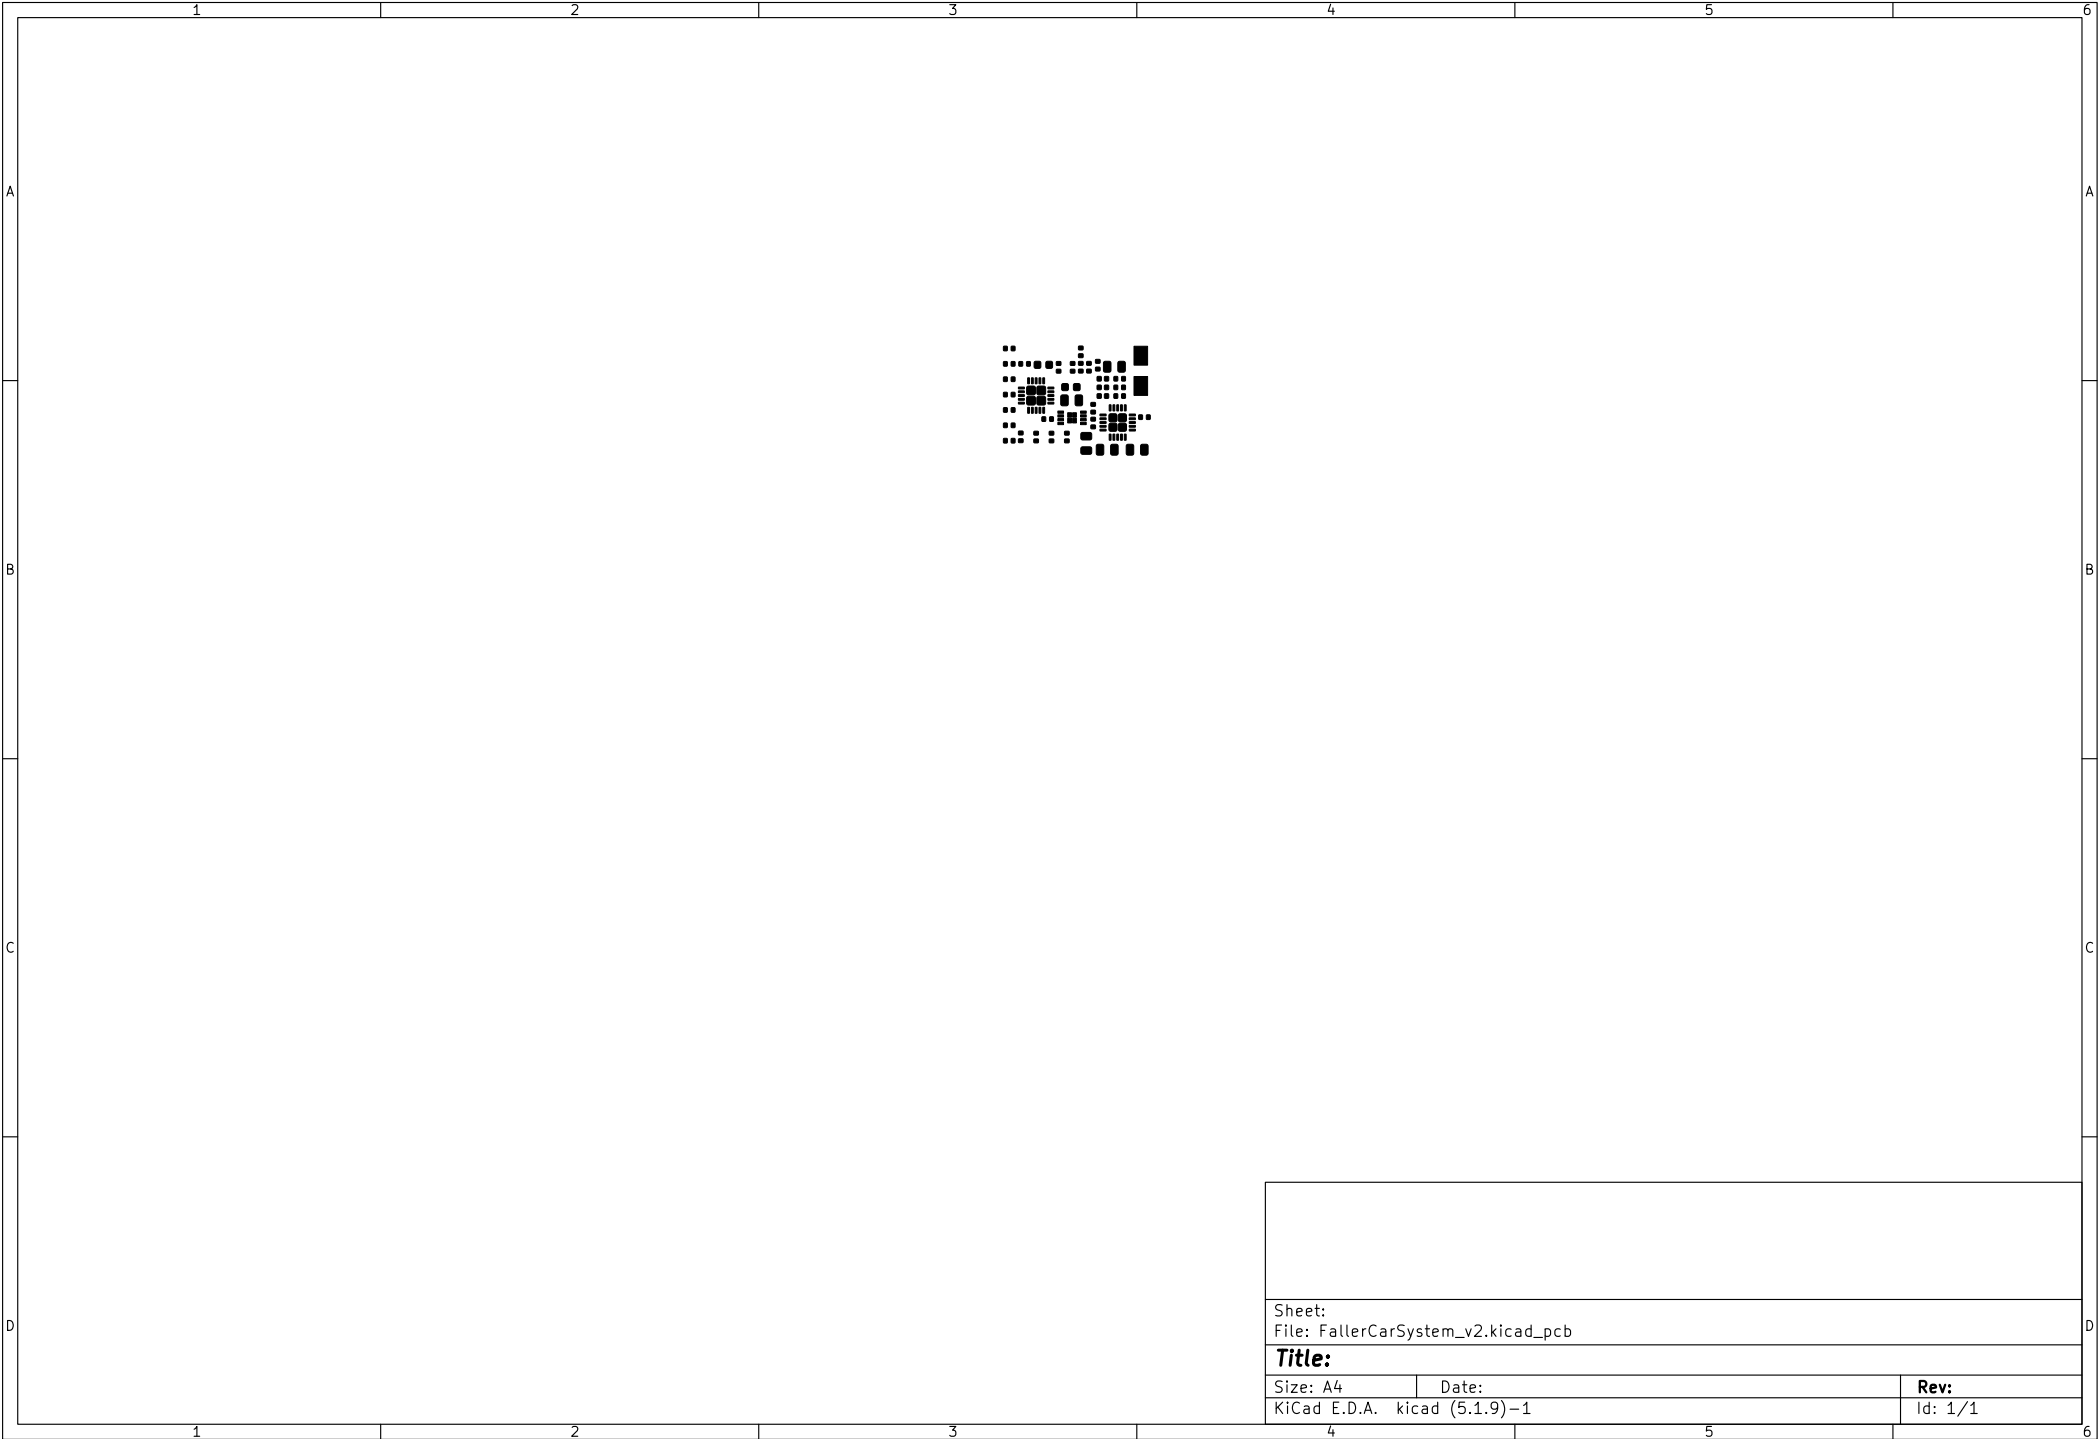 1 2 3 4 5 6
A A
B B
C C
D D
Sheet:
File: FallerCarSystem_v2.kicad_pcb
Title:
Size: A4 Date: Rev:
KiCad E.D.A. kicad (5.1.9)-1 Id: 1/1
1 2 3 4 5 6